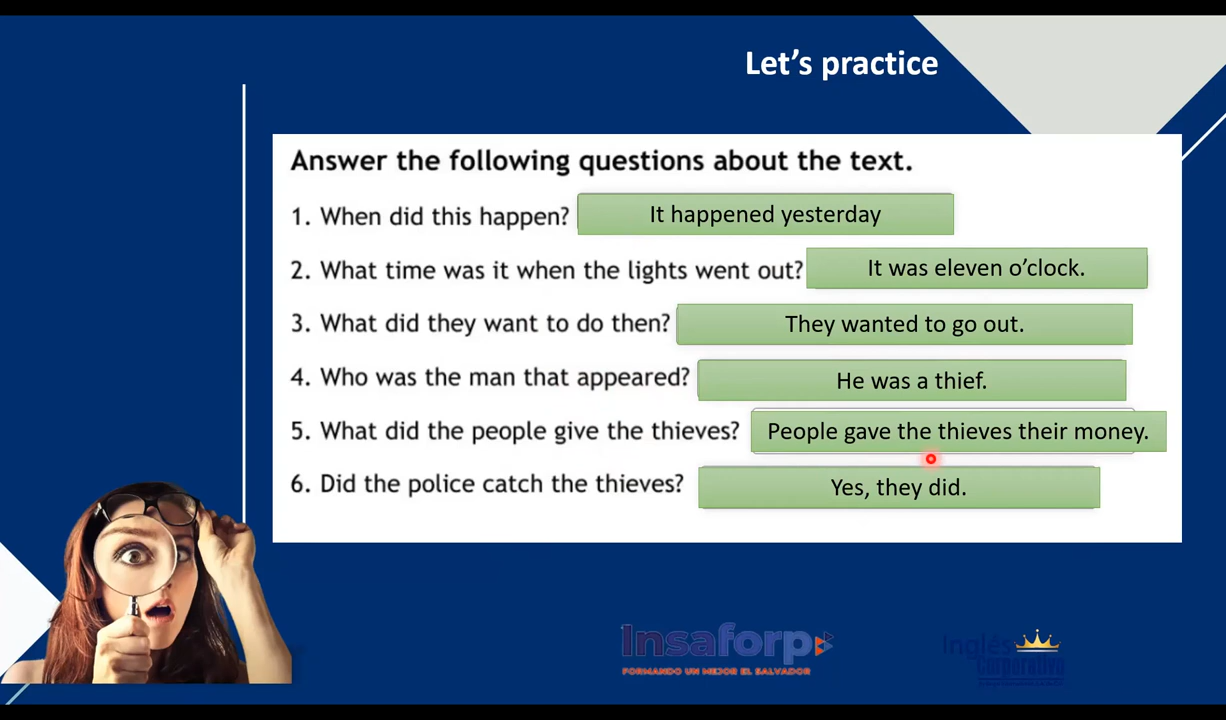 Let's practice
Answer the following questions about the text.
1. When did this happen? It happened yesterday
2. What time was it when the lights went out? It was eleven o'clock.
3. What did they want to do then? They wanted to go out.
4. Who was the man that appeared? He was a thief.
5. What did the people give the thieves? People gave the thieves their money.
6. Did the police catch the thieves? Yes, they did.
Insaforp
FORMANDO UN MEJOR EL SALVADOR
Inglés
Corporativo